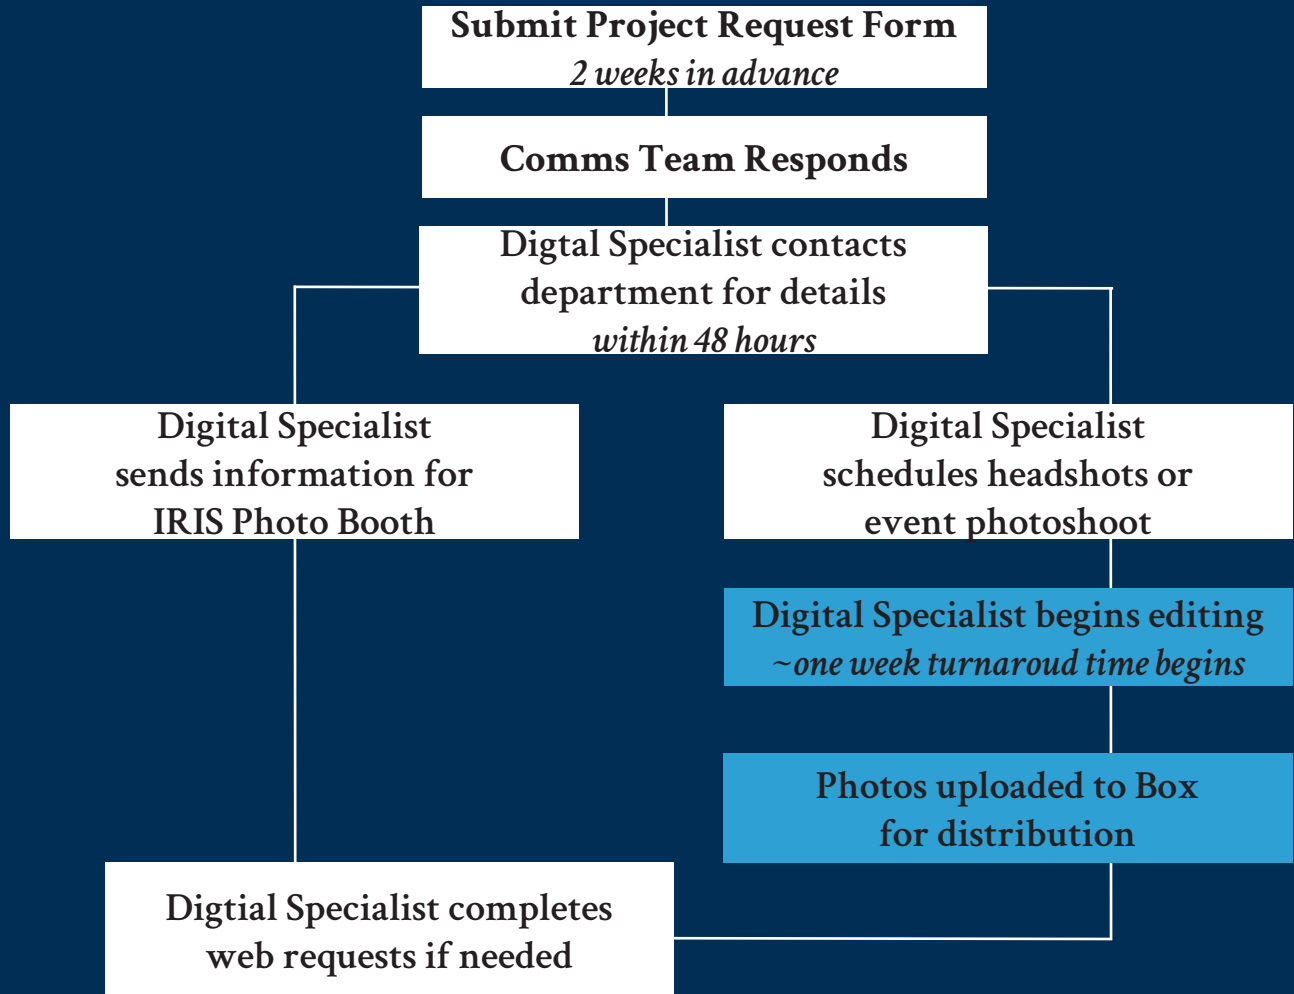 Submit Project Request Form
2 weeks in advance
Comms Team Responds
Digtal Specialist contacts
department for details
within 48 hours
Digital Specialist
sends information for
IRIS Photo Booth
Digital Specialist
schedules headshots or
event photoshoot
Digital Specialist begins editing
~one week turnaroud time begins
Photos uploaded to Box
for distribution
Digtial Specialist completes
web requests if needed